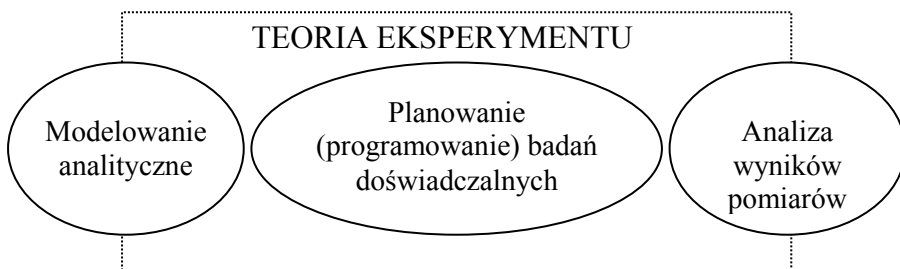 TEORIA EKSPERYMENTU
Modelowanie
analityczne
Planowanie
(programowanie) badań
doświadczalnych
Analiza
wyników
pomiarów